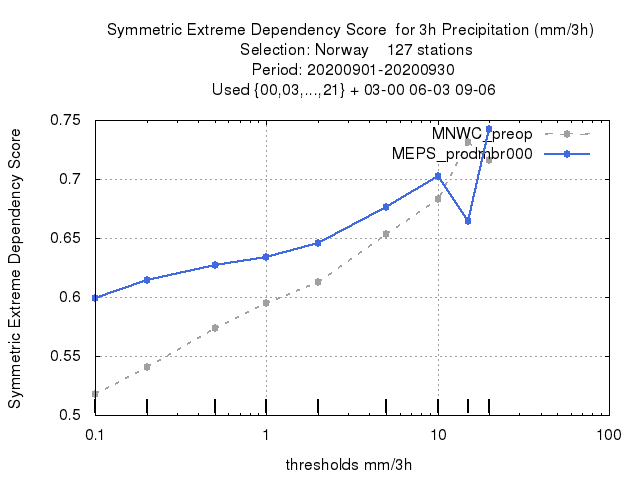 Symmetric Extreme Dependency Score  for 3h Precipitation (mm/3h)
Selection: Norway    127 stations
Period: 20200901-20200930
Used {00,03,...,21} + 03-00 06-03 09-06
Symmetric Extreme Dependency Score
0.75
0.7
0.65
0.6
0.55
0.5
MNWC_preop
MEPS_prodmbr000
0.1
1
10
100
thresholds mm/3h